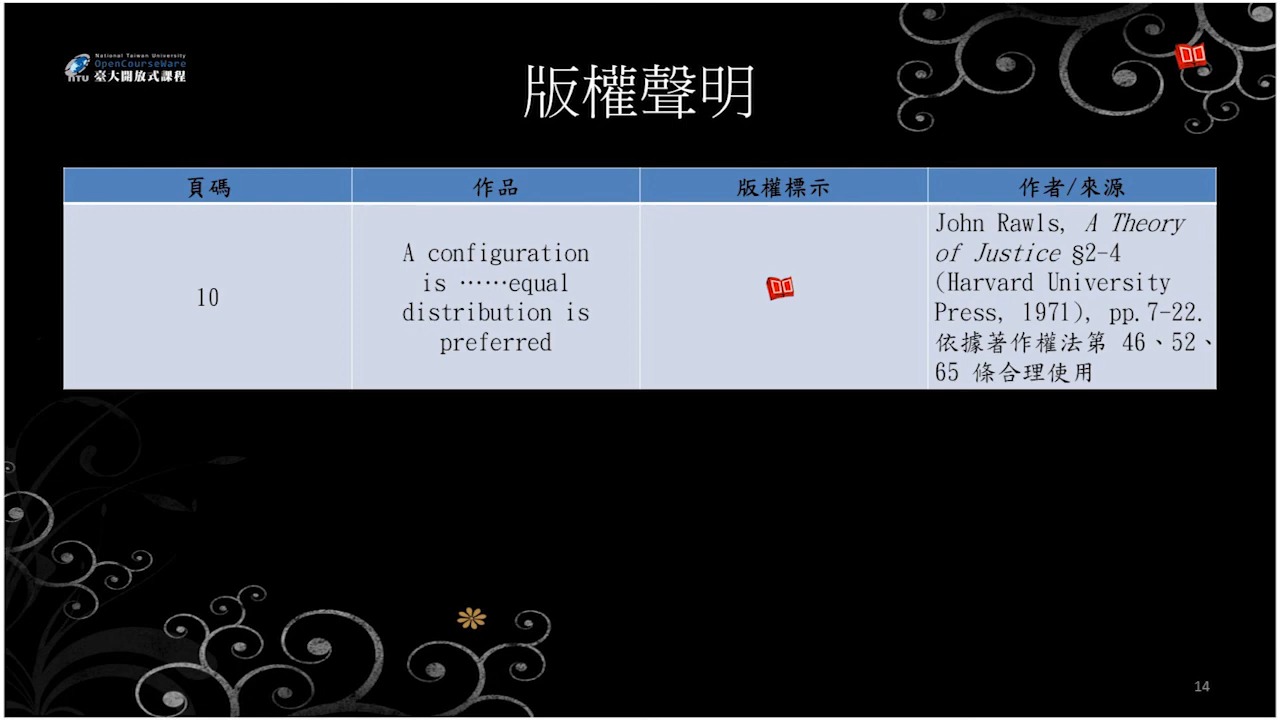 National Taiwan University
OpenCourseWare
NTU 臺大開放式課程
版權聲明
頁碼
作品
版權標示
作者/來源
10
A configuration
is ⋯⋯equal
distribution is
preferred
John Rawls, A Theory
of Justice §2-4
(Harvard University
Press, 1971), pp.7-22.
依據著作權法第 46、52、
65 條合理使用
14